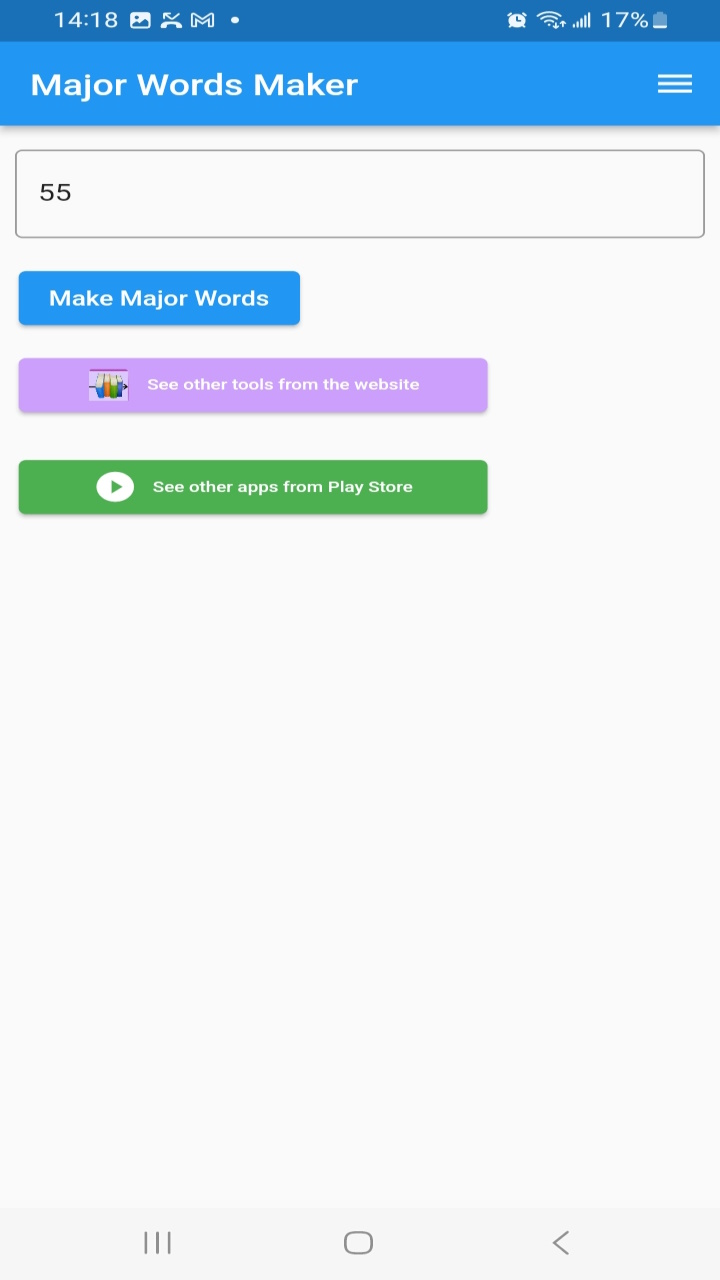 14:18 17%
Major Words Maker
55
Make Major Words
See other tools from the website
See other apps from Play Store